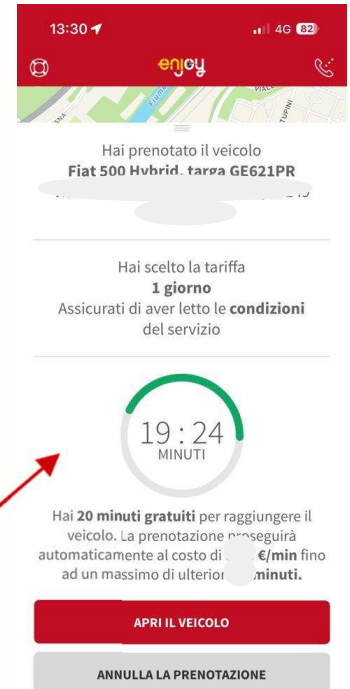 13:30
4G 82
enjoy
VIALE
TUPINI
Hai prenotato il veicolo
Fiat 500 Hybrid, targa GE621PR
Hai scelto la tariffa
1 giorno
Assicurati di aver letto le condizioni
del servizio
19 : 24
MINUTI
Hai 20 minuti gratuiti per raggiungere il
veicolo. La prenotazione proseguirà
automaticamente al costo di €/min fino
ad un massimo di ulterior minuti.
APRI IL VEICOLO
ANNULLA LA PRENOTAZIONE